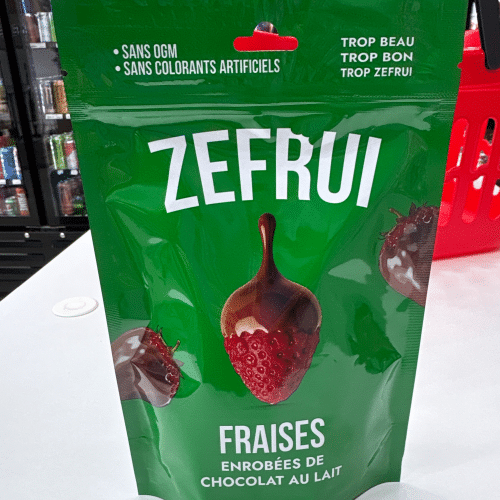 • SANS OGM
• SANS COLORANTS ARTIFICIELS
TROP BEAU
TROP BON
TROP ZEFRUI
ZEFRUI
FRAISES
ENROBÉES DE
CHOCOLAT AU LAIT